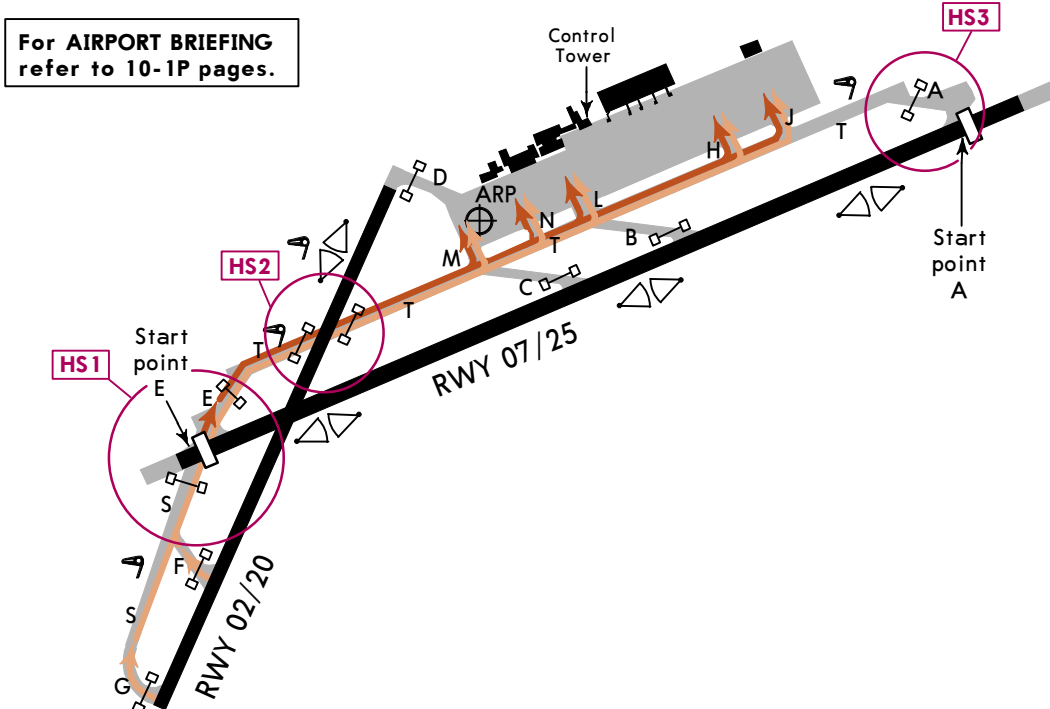 For AIRPORT BRIEFING
refer to 10-1P pages.
HS3
Control
Tower
A
J
T
H
D
ARP
L
N
B
T
M
Start
point
A
HS2
C
T
Start
point
E
HS1
T
RWY 07/25
E
S
F
S
RWY 02/20
G